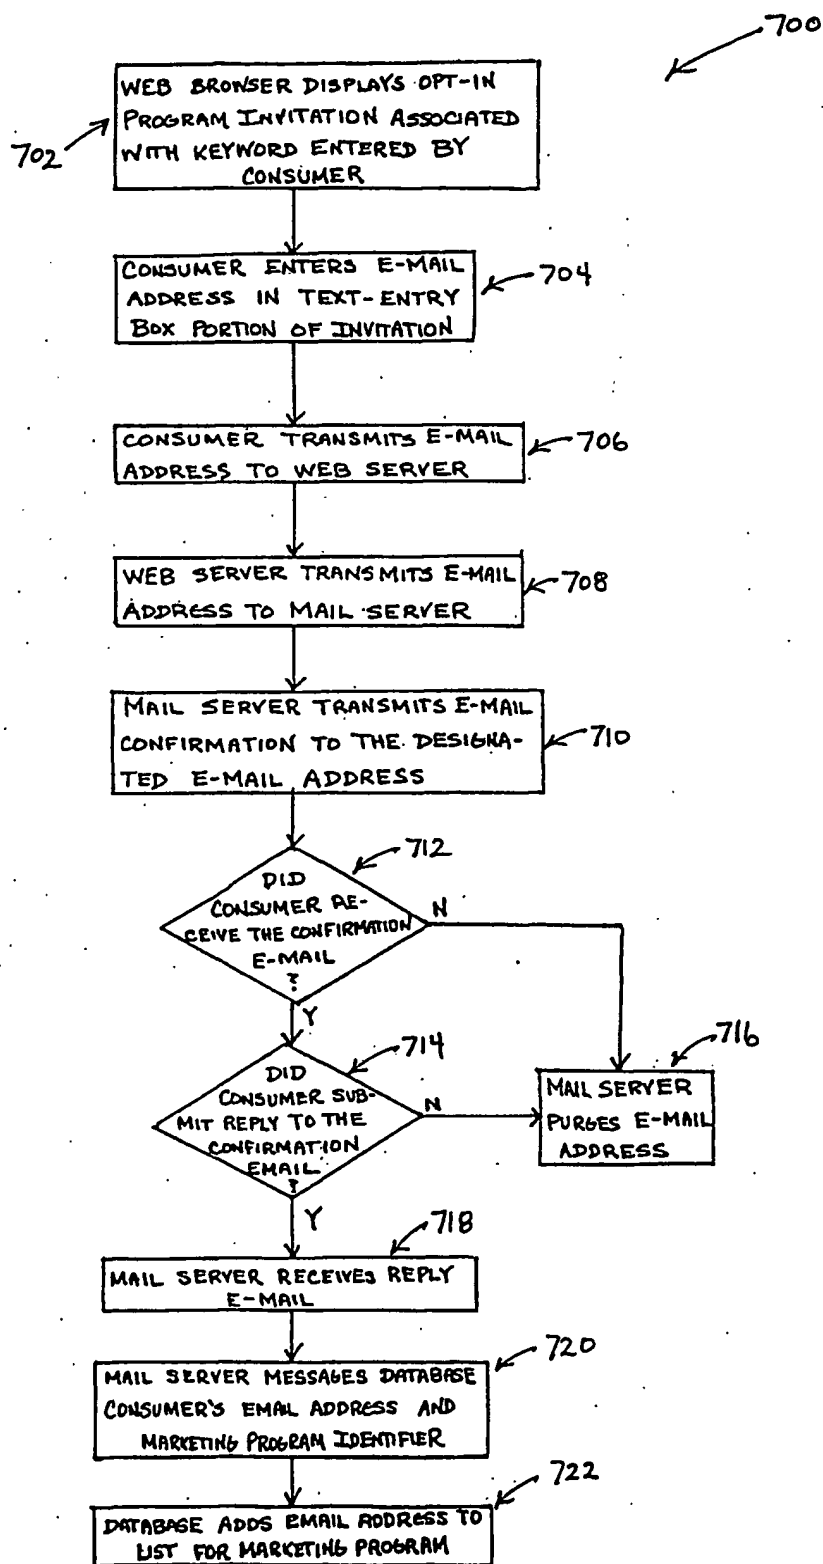 700
WEB BROWSER DISPLAYS OPT-IN
PROGRAM INVITATION ASSOCIATED
WITH KEYWORD ENTERED BY
CONSUMER
702
CONSUMER ENTERS E-MAIL
ADDRESS IN TEXT-ENTRY
BOX PORTION OF INVITATION
704
CONSUMER TRANSMITS E-MAIL
ADDRESS TO WEB SERVER
706
WEB SERVER TRANSMITS E-MAIL
ADDRESS TO MAIL SERVER
708
MAIL SERVER TRANSMITS E-MAIL
CONFIRMATION TO THE DESIGNA-
TED E-MAIL ADDRESS
710
712
DID
CONSUMER RE-
CEIVE THE CONFIRMATION
E-MAIL
?
N
Y
714
DID
CONSUMER SUB-
MIT REPLY TO THE
CONFIRMATION
EMAIL
?
N
Y
716
MAIL SERVER
PURGES E-MAIL
ADDRESS
718
MAIL SERVER RECEIVES REPLY
E-MAIL
720
MAIL SERVER MESSAGES DATABASE
CONSUMER'S EMAIL ADDRESS AND
MARKETING PROGRAM IDENTIFIER
722
DATABASE ADDS EMAIL ADDRESS TO
LIST FOR MARKETING PROGRAM